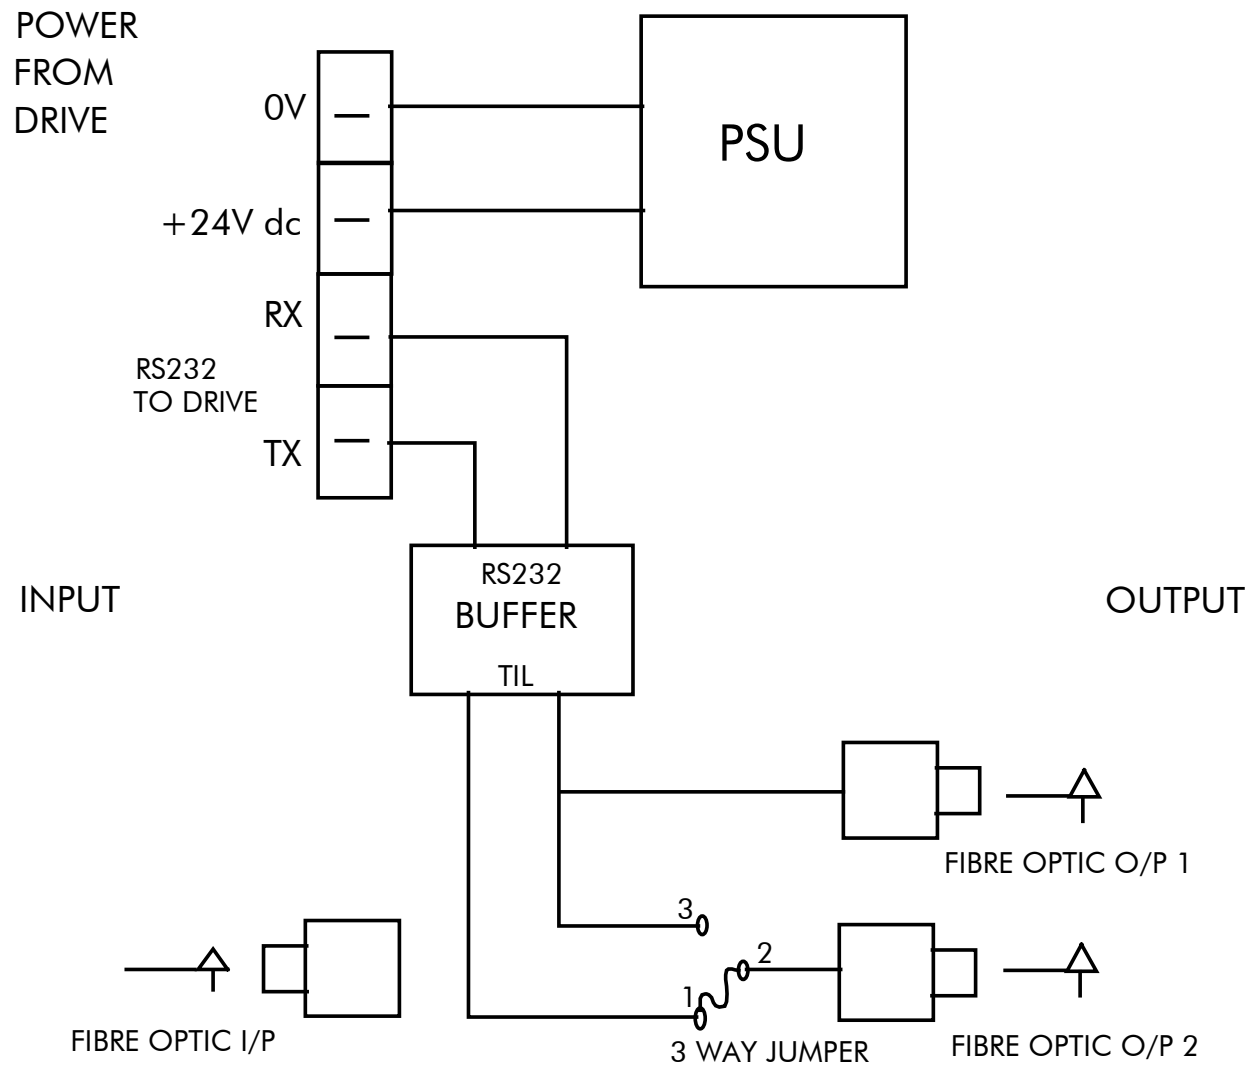 POWER
FROM
DRIVE
0V
PSU
+24V dc
RX
RS232
TO DRIVE
TX
INPUT
RS232
BUFFER
TIL
OUTPUT
FIBRE OPTIC O/P 1
3
2
1
FIBRE OPTIC I/P
3 WAY JUMPER
FIBRE OPTIC O/P 2